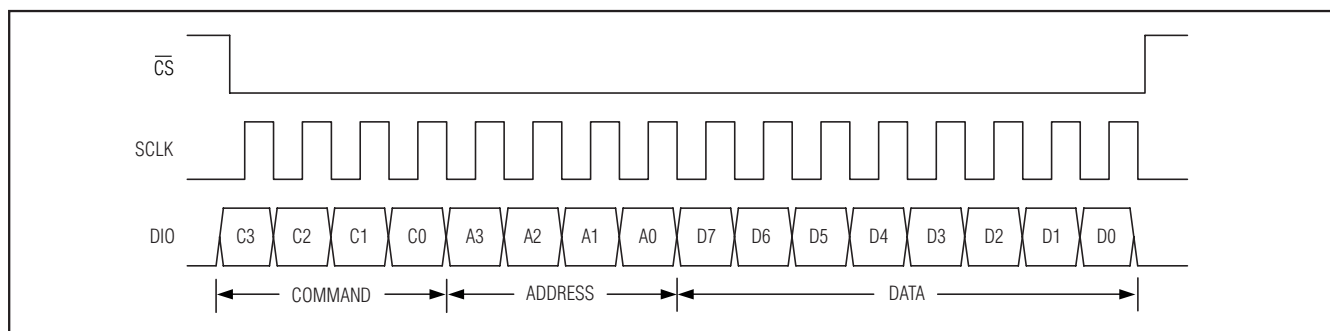 C̅S̅
SCLK
DIO C3 C2 C1 C0 A3 A2 A1 A0 D7 D6 D5 D4 D3 D2 D1 D0
COMMAND ADDRESS DATA